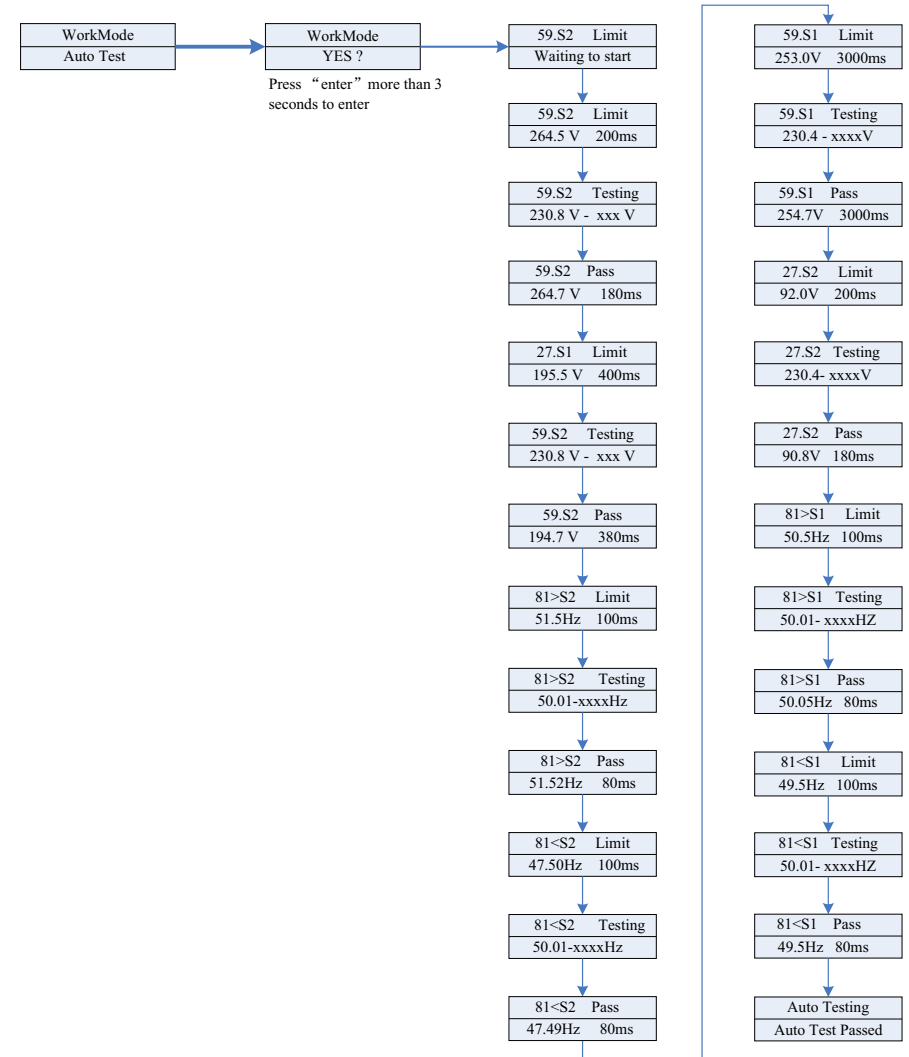 WorkMode
Auto Test
WorkMode
YES ?
Press “enter” more than 3
seconds to enter
59.S2 Limit
Waiting to start
59.S2 Limit
264.5 V 200ms
59.S2 Testing
230.8 V - xxx V
59.S2 Pass
264.7 V 180ms
27.S1 Limit
195.5 V 400ms
59.S2 Testing
230.8 V - xxx V
59.S2 Pass
194.7 V 380ms
81>S2 Limit
51.5Hz 100ms
81>S2 Testing
50.01-xxxxHz
81>S2 Pass
51.52Hz 80ms
81<S2 Limit
47.50Hz 100ms
81<S2 Testing
50.01-xxxxHz
81<S2 Pass
47.49Hz 80ms
59.S1 Limit
253.0V 3000ms
59.S1 Testing
230.4 - xxxxV
59.S1 Pass
254.7V 3000ms
27.S2 Limit
92.0V 200ms
27.S2 Testing
230.4- xxxxV
27.S2 Pass
90.8V 180ms
81>S1 Limit
50.5Hz 100ms
81>S1 Testing
50.01- xxxxHZ
81>S1 Pass
50.05Hz 80ms
81<S1 Limit
49.5Hz 100ms
81<S1 Testing
50.01- xxxxHZ
81<S1 Pass
49.5Hz 80ms
Auto Testing
Auto Test Passed